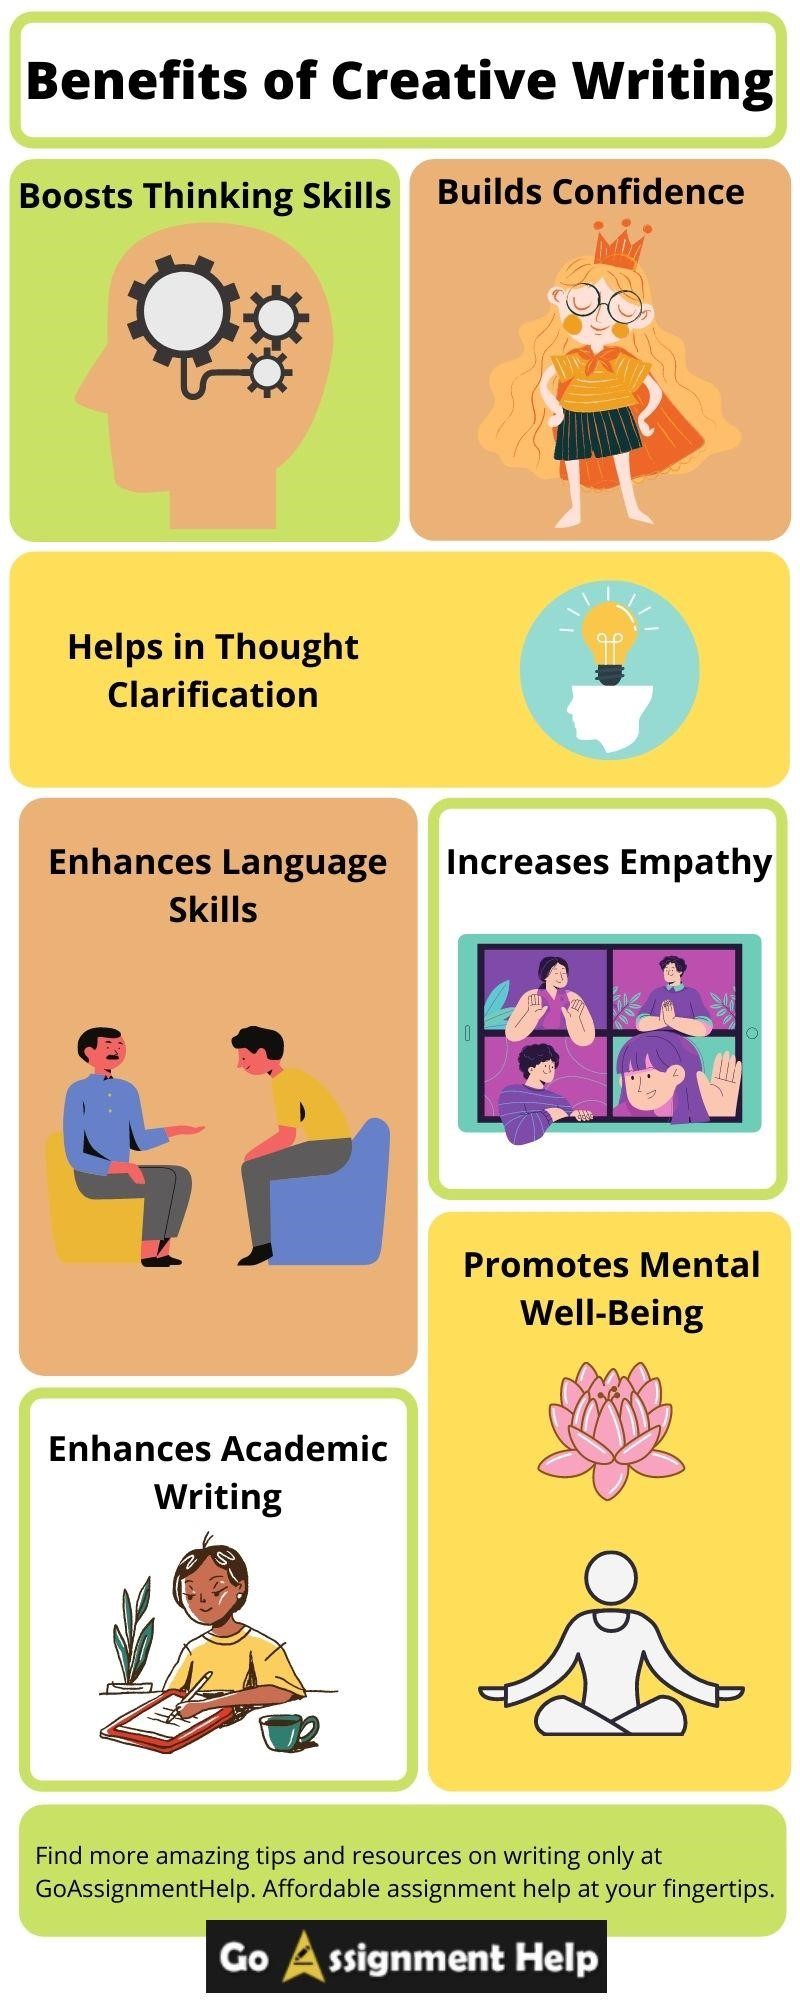 Benefits of Creative Writing
Boosts Thinking Skills
Builds Confidence
Helps in Thought
Clarification
Enhances Language
Skills
Increases Empathy
Promotes Mental
Well-Being
Enhances Academic
Writing
Find more amazing tips and resources on writing only at
GoAssignmentHelp. Affordable assignment help at your fingertips.
Go Assignment Help